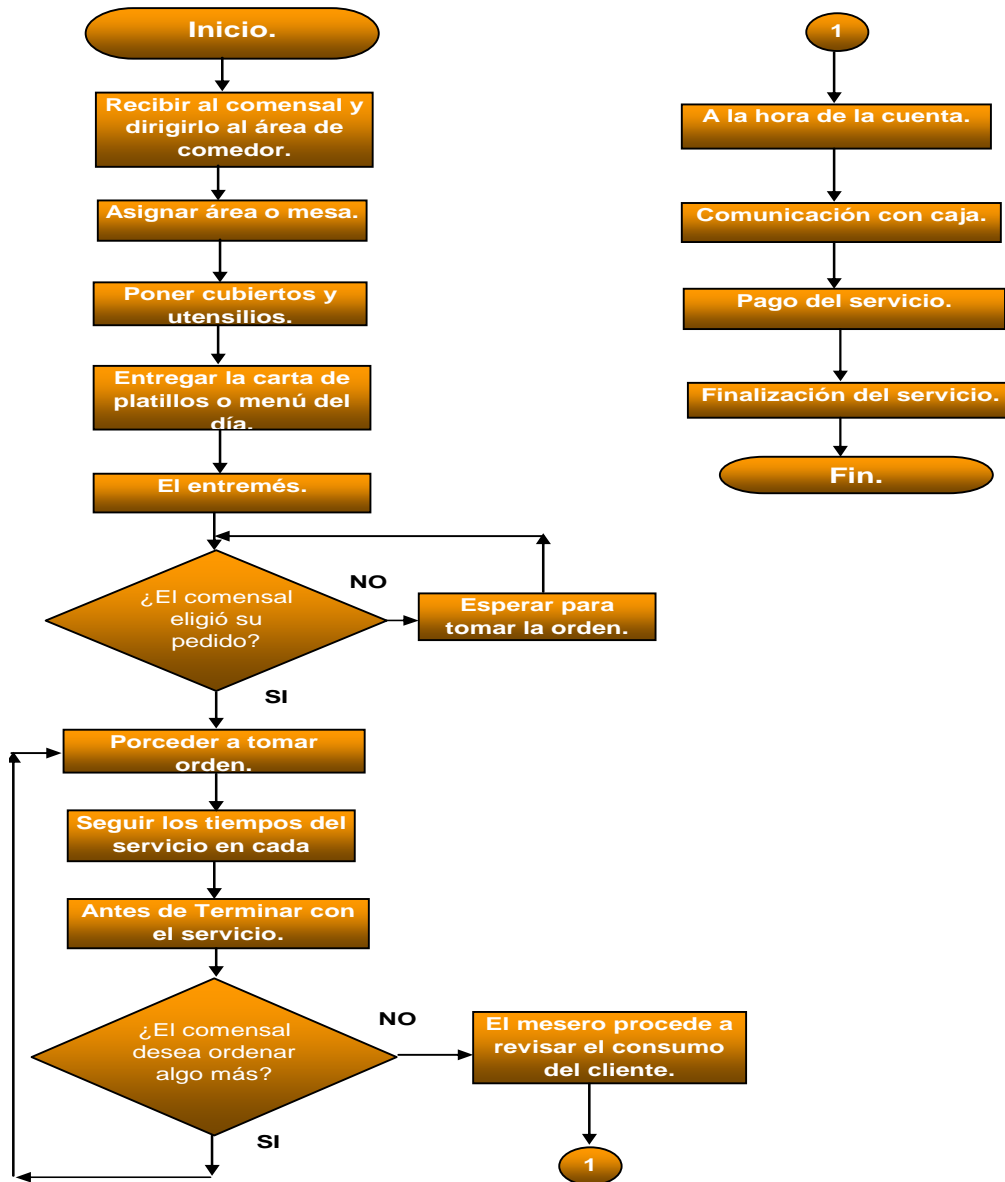 Inicio.
Recibir al comensal y
dirigirlo al área de
comedor.
Asignar área o mesa.
Poner cubiertos y
utensilios.
Entregar la carta de
platillos o menú del
día.
El entremés.
¿El comensal
eligió su
pedido?
NO
Esperar para
tomar la orden.
SI
Porceder a tomar
orden.
Seguir los tiempos del
servicio en cada
Antes de Terminar con
el servicio.
¿El comensal
desea ordenar
algo más?
NO
El mesero procede a
revisar el consumo
del cliente.
SI
1
1
A la hora de la cuenta.
Comunicación con caja.
Pago del servicio.
Finalización del servicio.
Fin.